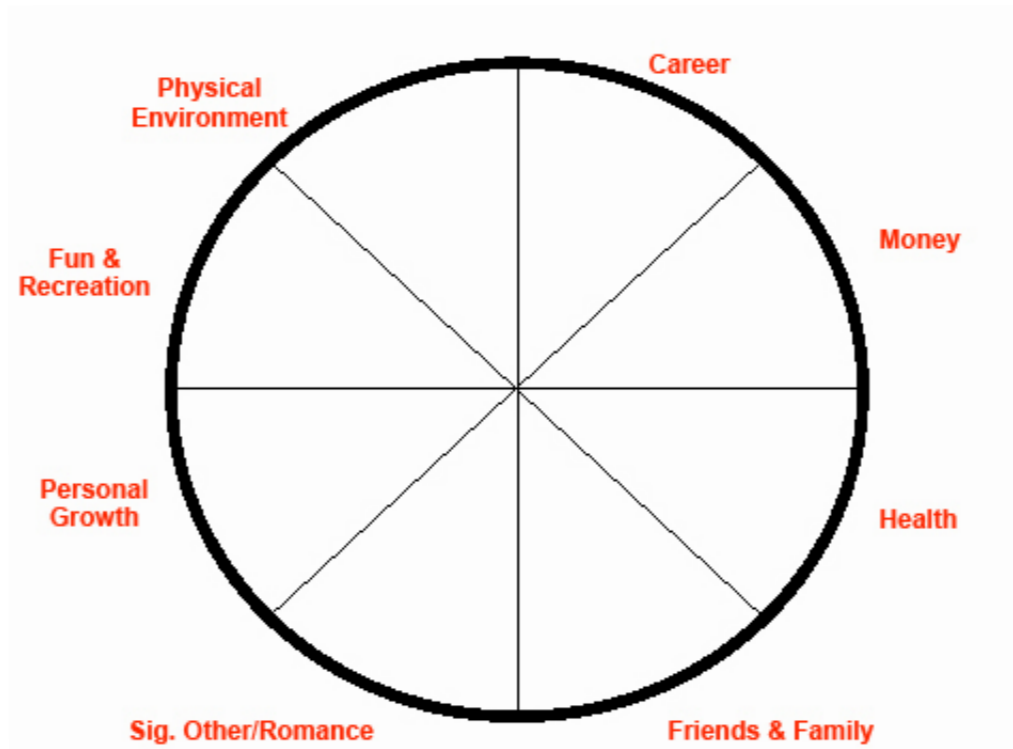 Career
Physical
Environment
Money
Fun &
Recreation
Personal
Growth
Health
Sig. Other/Romance
Friends & Family